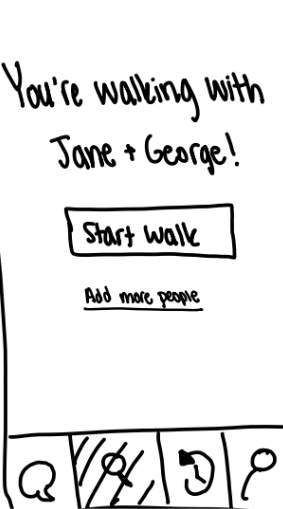 You're walking with
Jane + George!
Start Walk
Add more people